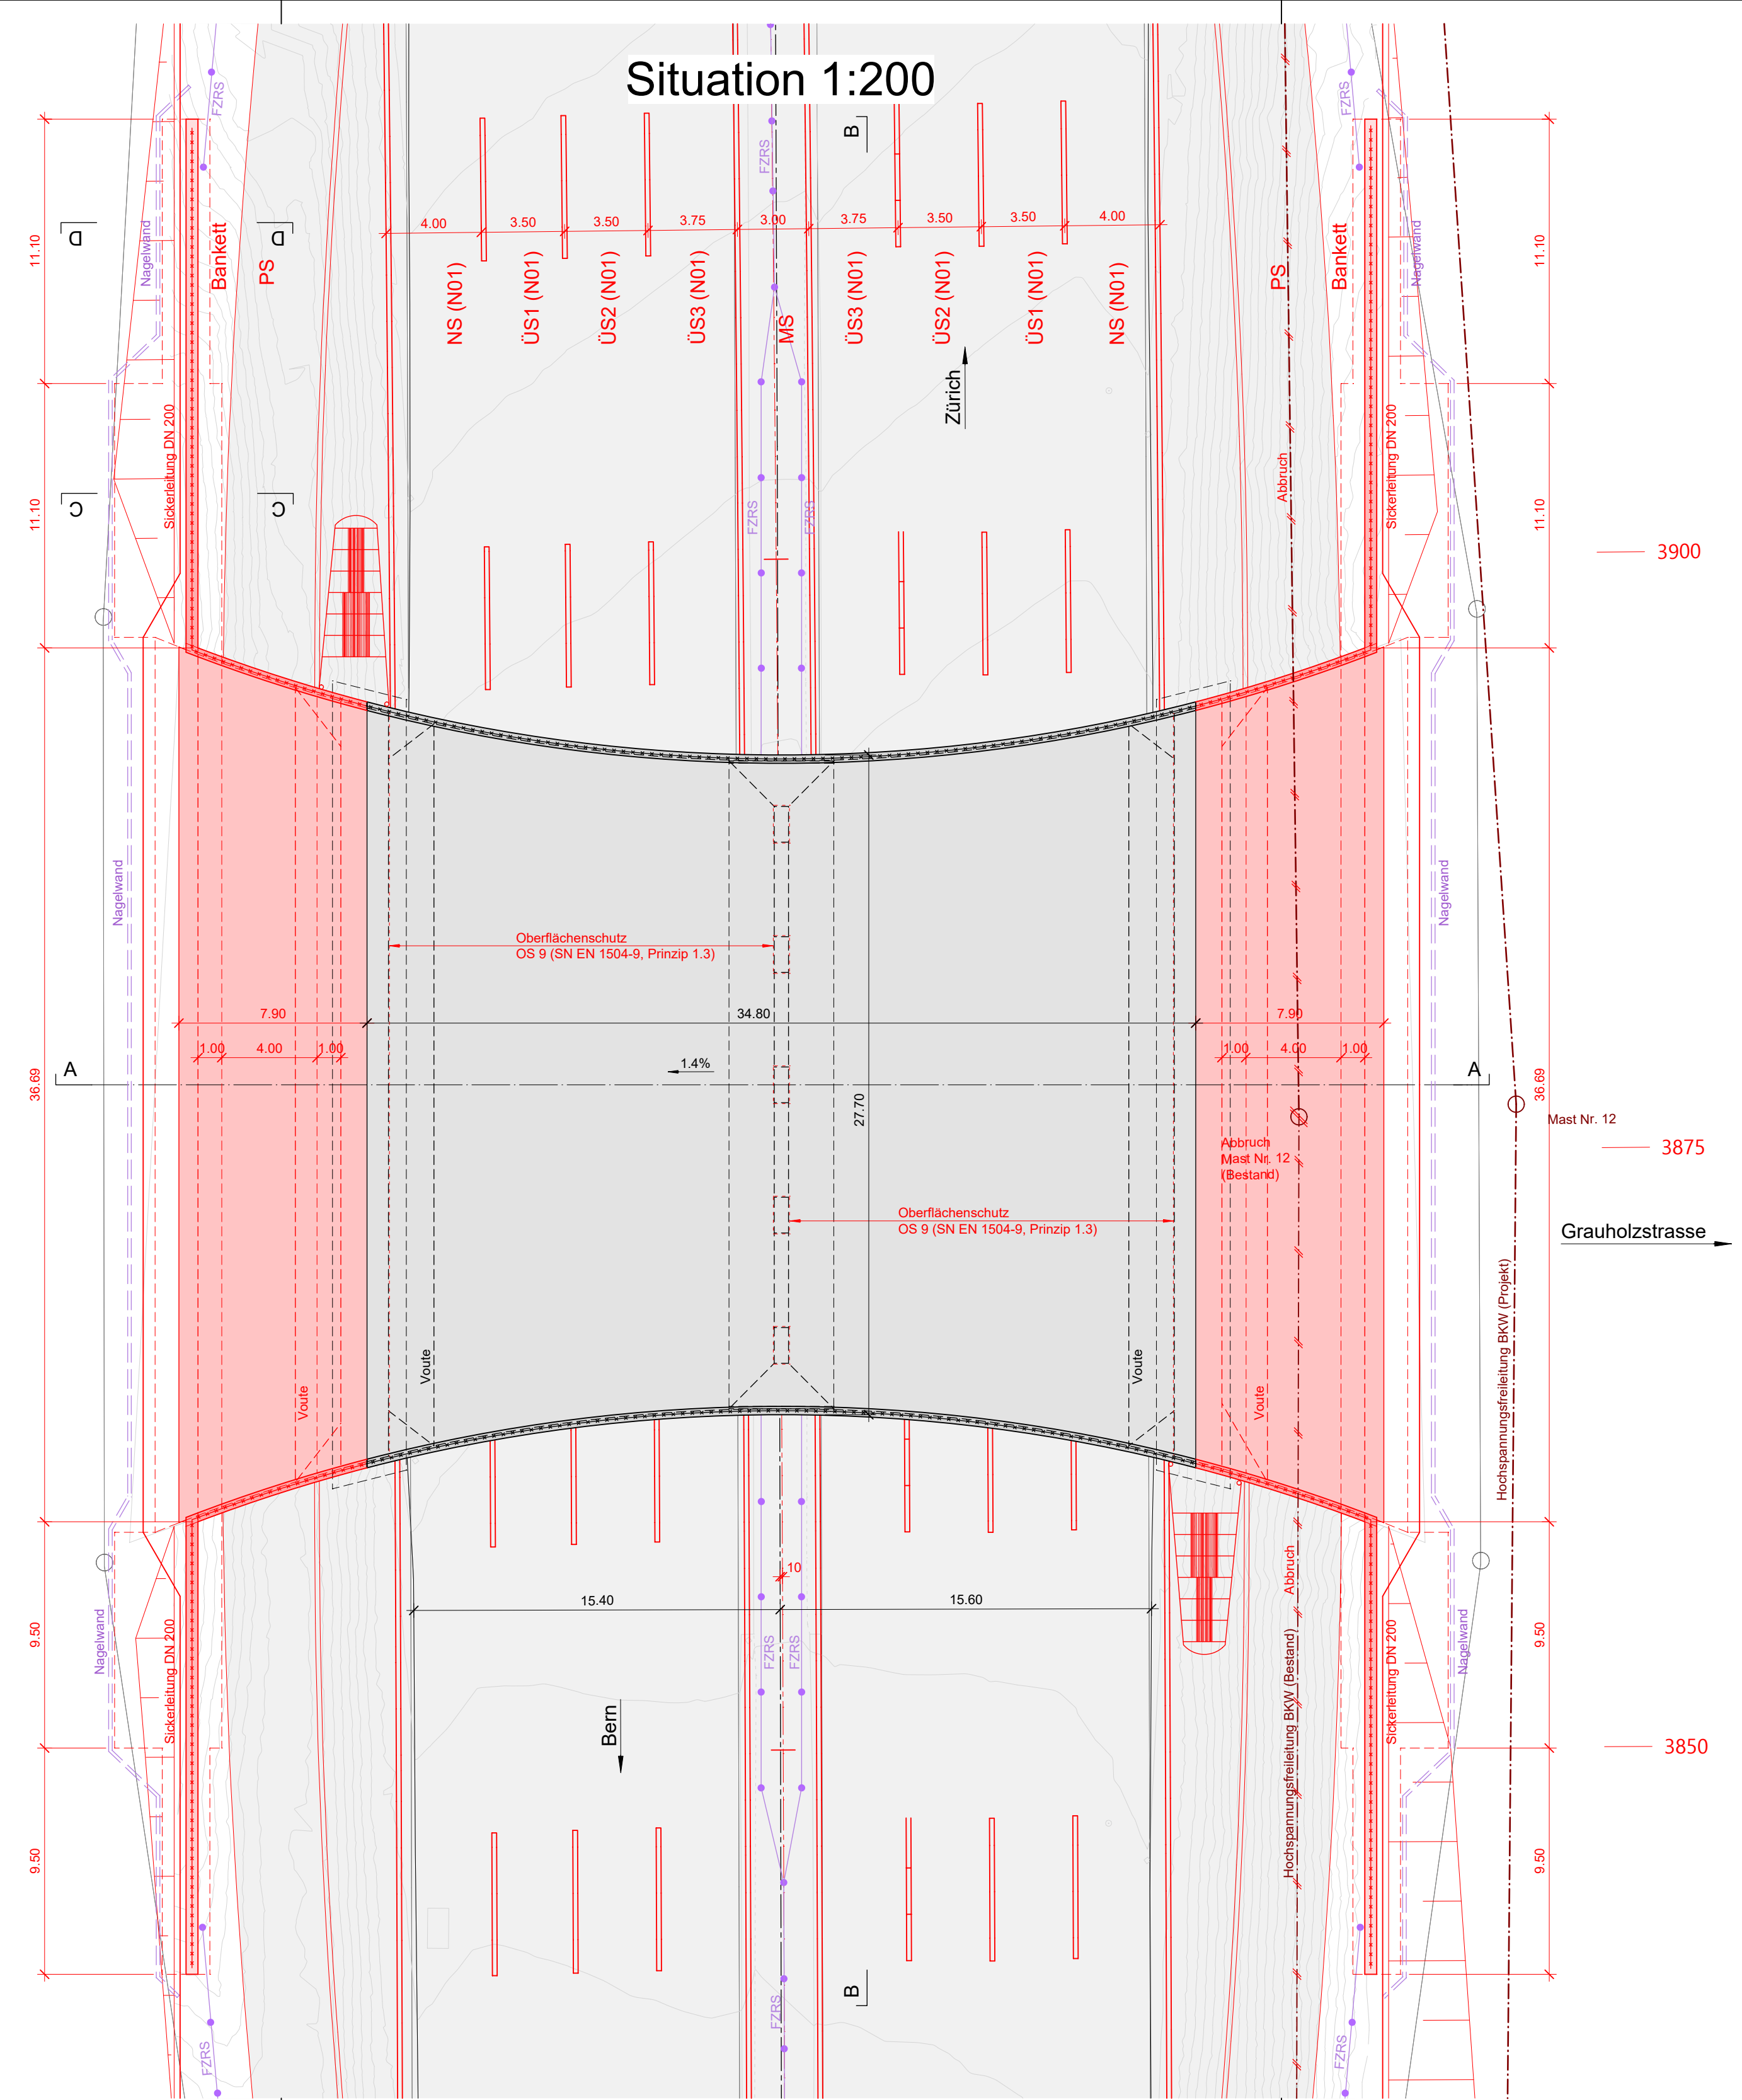 Situation 1:200
FZRS
FZRS
FZRS
B
D
D
11.10
Nagelwand
Bankett
PS
4.00
3.50
3.50
3.75
3.00
3.75
3.50
3.50
4.00
NS (N01)
ÜS1 (N01)
ÜS2 (N01)
ÜS3 (N01)
MS
ÜS3 (N01)
ÜS2 (N01)
ÜS1 (N01)
NS (N01)
PS
Bankett
Nagelwand
11.10
Zürich
C
C
11.10
Sickerleitung DN 200
FZRS
FZRS
Abbruch
Sickerleitung DN 200
11.10
3900
Nagelwand
Nagelwand
Oberflächenschutz
OS 9 (SN EN 1504-9, Prinzip 1.3)
7.90
34.80
7.90
1.00
4.00
1.00
1.00
4.00
1.00
A
1.4%
A
36.69
27.70
36.69
Mast Nr. 12
Abbruch
Mast Nr. 12
(Bestand)
3875
Oberflächenschutz
OS 9 (SN EN 1504-9, Prinzip 1.3)
Grauholzstrasse
Hochspannungsfreileitung BKW (Projekt)
Voute
Voute
Voute
Voute
10
15.40
15.60
Abbruch
9.50
Nagelwand
Sickerleitung DN 200
FZRS
FZRS
Hochspannungsfreileitung BKW (Bestand)
Sickerleitung DN 200
Nagelwand
9.50
Bern
3850
9.50
9.50
B
FZRS
FZRS
FZRS